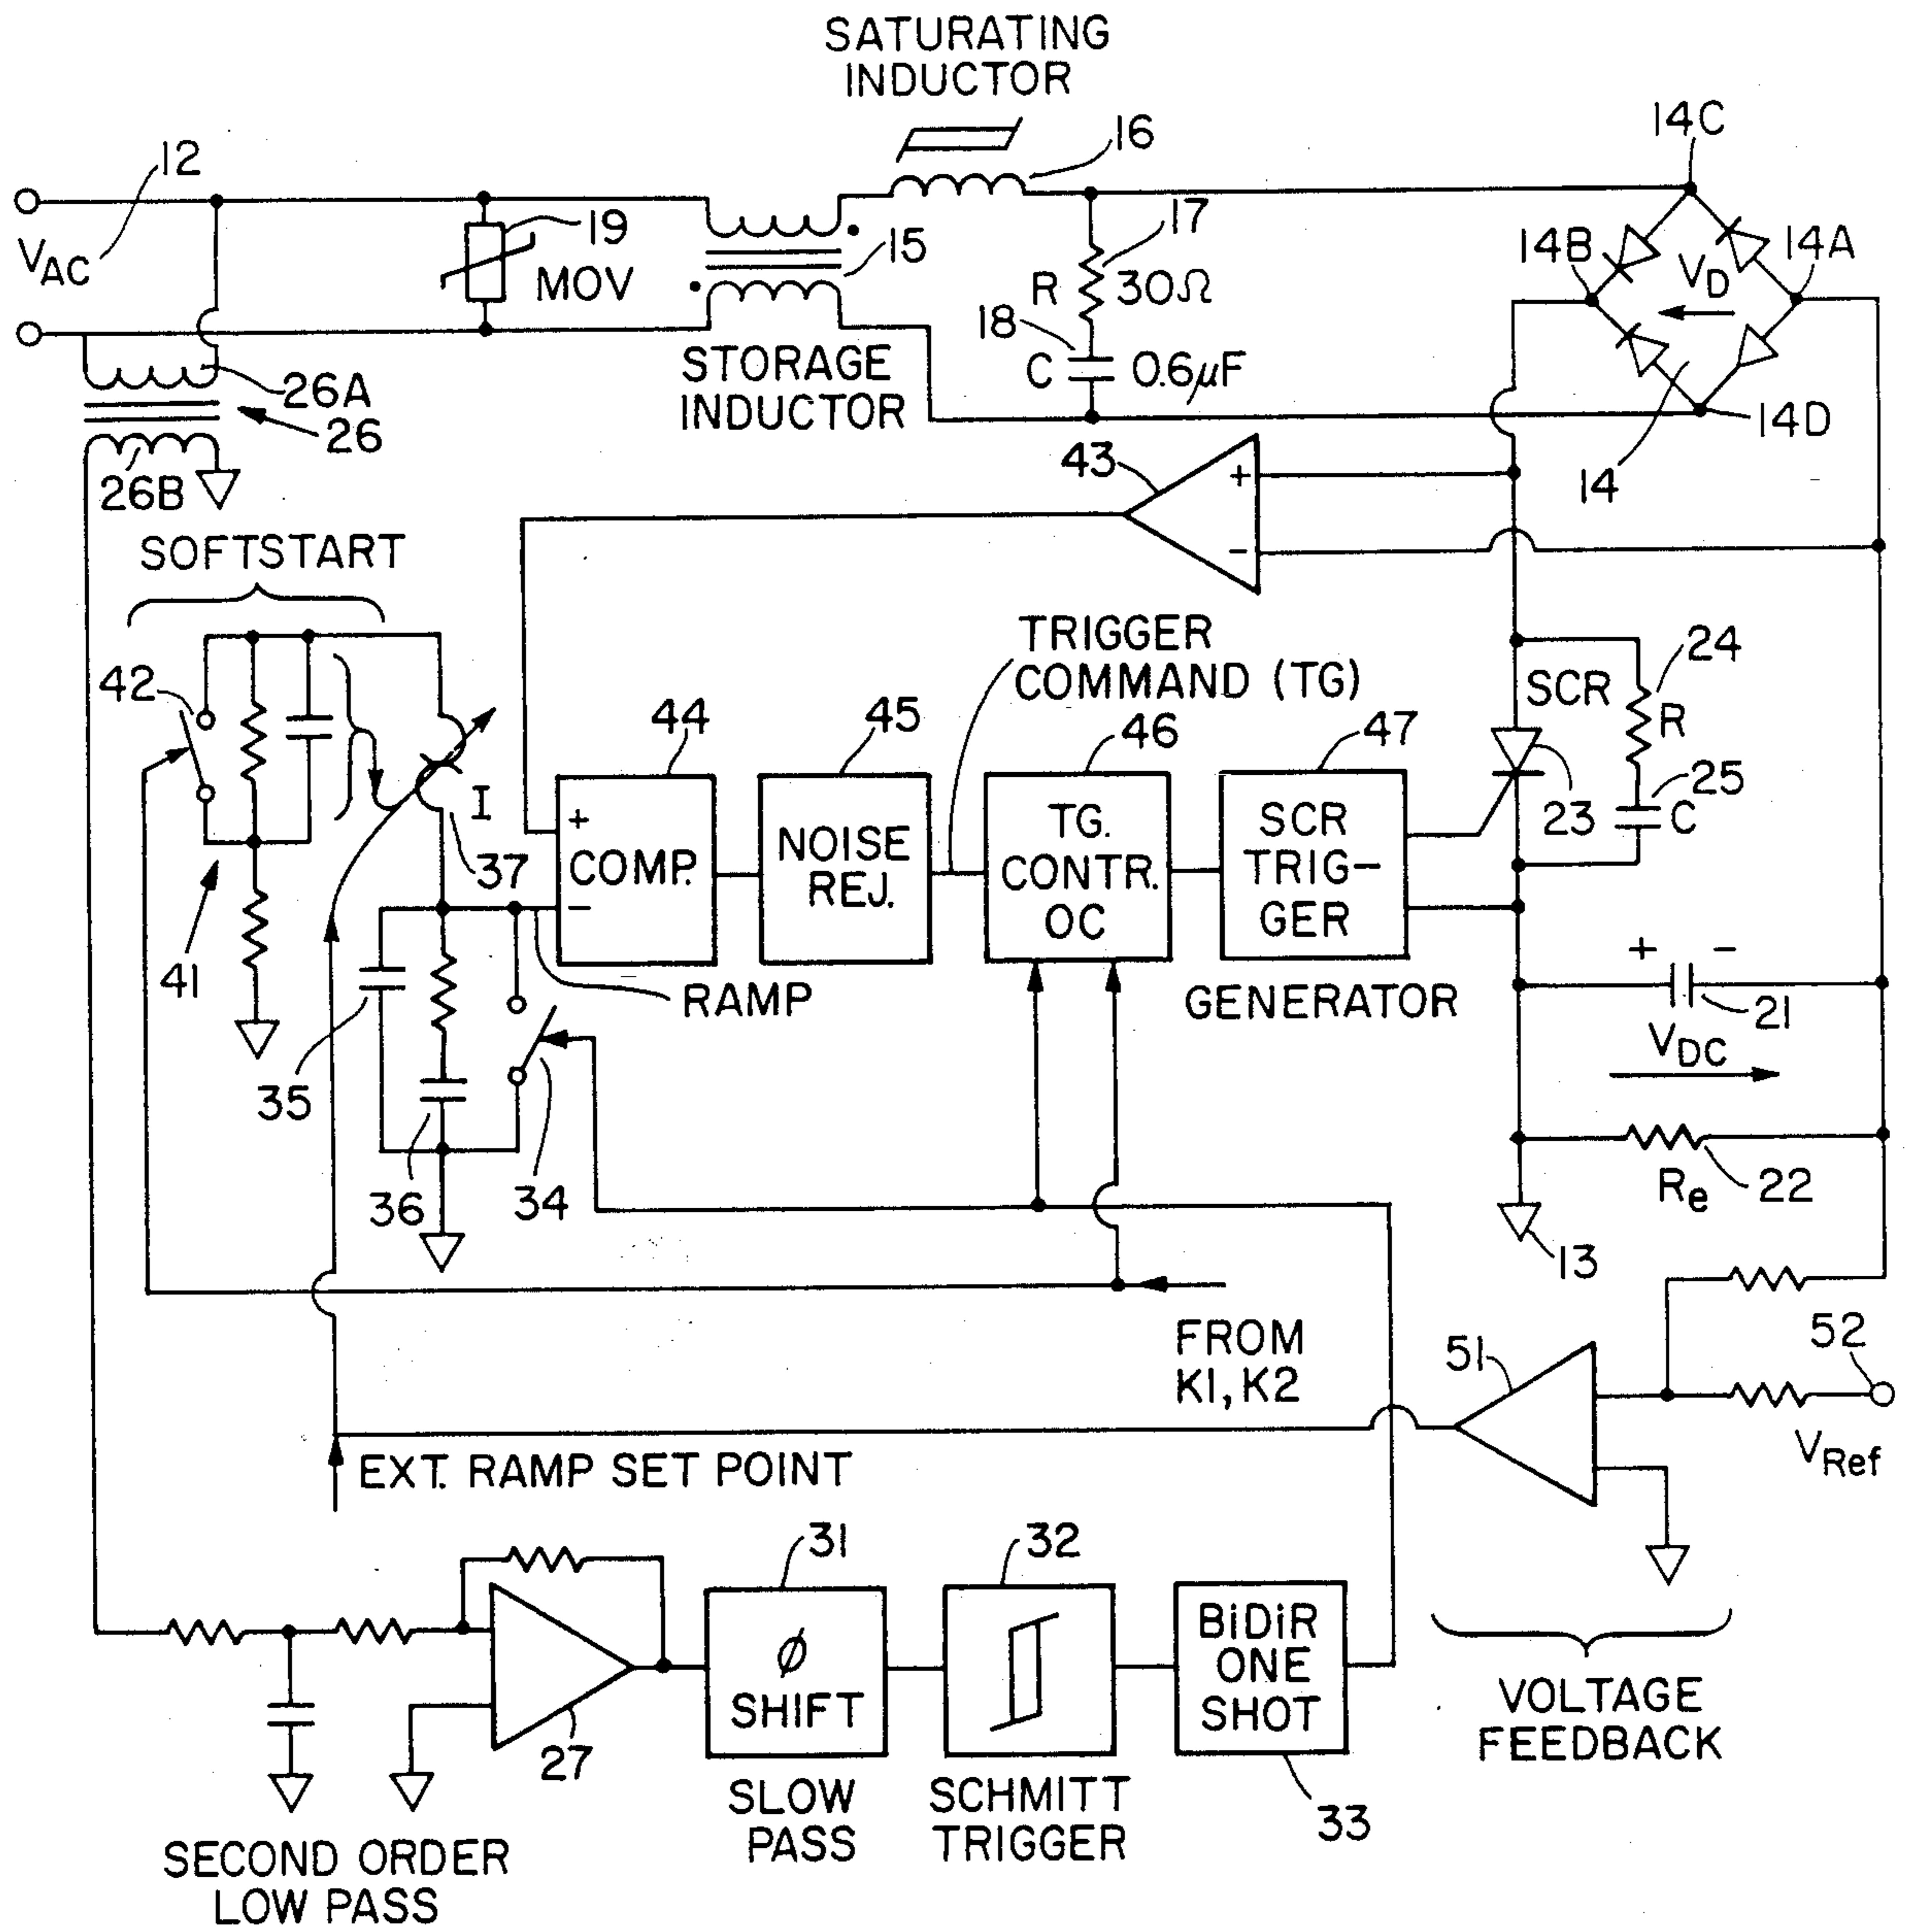 SATURATING
INDUCTOR
16
14C
12
19
17
15
14B
14A
VAC
MOV
VD
R
30Ω
18
C
0.6μF
STORAGE
INDUCTOR
26A
26
26B
14D
14
43
+
−
SOFTSTART
TRIGGER
COMMAND (TG)
24
SCR
R
42
44
45
46
47
25
C
23
I
37
+
COMP.
−
NOISE
REJ.
TG.
CONTR.
OC
SCR
TRIG-
GER
GENERATOR
41
RAMP
+
−
21
VDC
35
36
34
Re
22
13
FROM
K1, K2
51
52
VRef
EXT. RAMP SET POINT
31
32
27
φ
SHIFT
BiDiR
ONE
SHOT
33
SLOW
PASS
SCHMITT
TRIGGER
VOLTAGE
FEEDBACK
SECOND ORDER
LOW PASS